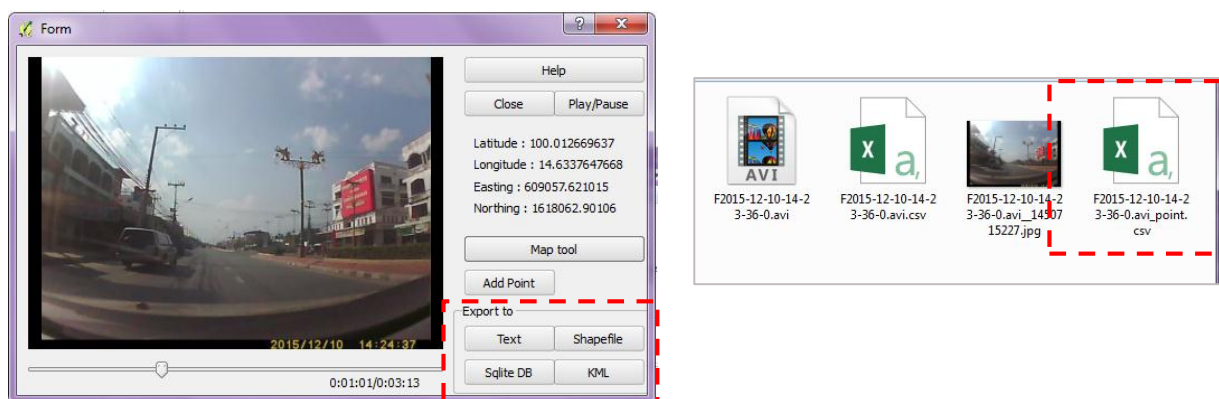 Form
Help
Close
Play/Pause
Latitude : 100.012669637
Longitude : 14.6337647668
Easting : 609057.621015
Northing : 1618062.90106
Map tool
Add Point
Export to
Text
Shapefile
Sqlite DB
KML
2015/12/10 14:24:37
0:01:01/0:03:13
AVI
F2015-12-10-14-2
3-36-0.avi
X a,
F2015-12-10-14-2
3-36-0.avi.csv
F2015-12-10-14-2
3-36-0.avi__14507
15227.jpg
X a,
F2015-12-10-14-2
3-36-0.avi_point.
csv